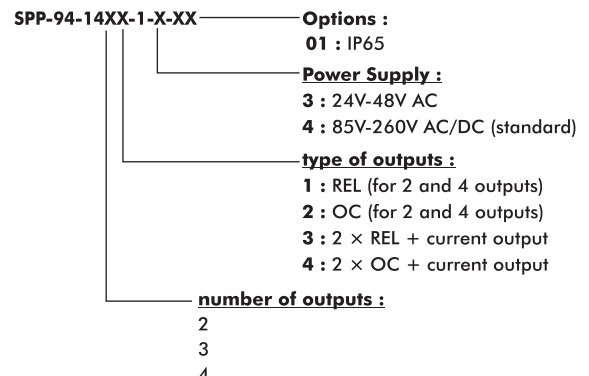 SPP-94-14XX-1-X-XX
Options :
01 : IP65
Power Supply :
3 : 24V-48V AC
4 : 85V-260V AC/DC (standard)
type of outputs :
1 : REL (for 2 and 4 outputs)
2 : OC (for 2 and 4 outputs)
3 : 2 × REL + current output
4 : 2 × OC + current output
number of outputs :
2
3
4